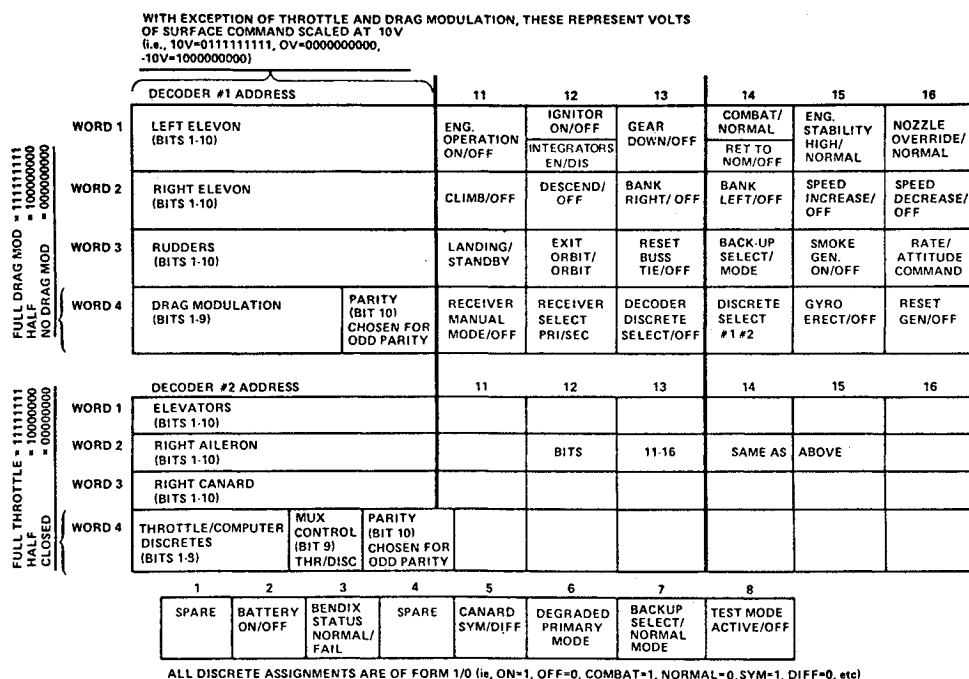 WITH EXCEPTION OF THROTTLE AND DRAG MODULATION, THESE REPRESENT VOLTS
OF SURFACE COMMAND SCALED AT 10V
(i.e., 10V=0111111111, OV=0000000000,
-10V=1000000000)
DECODER #1 ADDRESS 11 12 13 14 15 16
FULL DRAG MOD = 111111111
HALF = 100000000
NO DRAG MOD = 000000000
WORD 1
LEFT ELEVON
(BITS 1-10)
ENG.
OPERATION
ON/OFF
IGNITOR
ON/OFF
INTEGRATORS
EN/DIS
GEAR
DOWN/OFF
COMBAT/
NORMAL
RET TO
NOM/OFF
ENG.
STABILITY
HIGH/
NORMAL
NOZZLE
OVERRIDE/
NORMAL
WORD 2
RIGHT ELEVON
(BITS 1-10)
CLIMB/OFF
DESCEND/
OFF
BANK
RIGHT/ OFF
BANK
LEFT/OFF
SPEED
INCREASE/
OFF
SPEED
DECREASE/
OFF
WORD 3
RUDDERS
(BITS 1-10)
LANDING/
STANDBY
EXIT
ORBIT/
ORBIT
RESET
BUSS
TIE/OFF
BACK-UP
SELECT/
MODE
SMOKE
GEN.
ON/OFF
RATE/
ATTITUDE
COMMAND
WORD 4
DRAG MODULATION
(BITS 1-9)
PARITY
(BIT 10)
CHOSEN FOR
ODD PARITY
RECEIVER
MANUAL
MODE/OFF
RECEIVER
SELECT
PRI/SEC
DECODER
DISCRETE
SELECT/OFF
DISCRETE
SELECT
#1 #2
GYRO
ERECT/OFF
RESET
GEN/OFF
DECODER #2 ADDRESS 11 12 13 14 15 16
FULL THROTTLE = 11111111
HALF = 10000000
CLOSED = 00000000
WORD 1
ELEVATORS
(BITS 1-10)
WORD 2
RIGHT AILERON
(BITS 1-10)
BITS 11-16 SAME AS ABOVE
WORD 3
RIGHT CANARD
(BITS 1-10)
WORD 4
THROTTLE/COMPUTER
DISCRETES
(BITS 1-3)
MUX
CONTROL
(BIT 9)
THR/DISC
PARITY
(BIT 10)
CHOSEN FOR
ODD PARITY
1 2 3 4 5 6 7 8
SPARE
BATTERY
ON/OFF
BENDIX
STATUS
NORMAL/
FAIL
SPARE
CANARD
SYM/DIFF
DEGRADED
PRIMARY
MODE
BACKUP
SELECT/
NORMAL
MODE
TEST MODE
ACTIVE/OFF
ALL DISCRETE ASSIGNMENTS ARE OF FORM 1/0 (ie, ON=1, OFF=0, COMBAT=1, NORMAL=0, SYM=1, DIFF=0, etc)